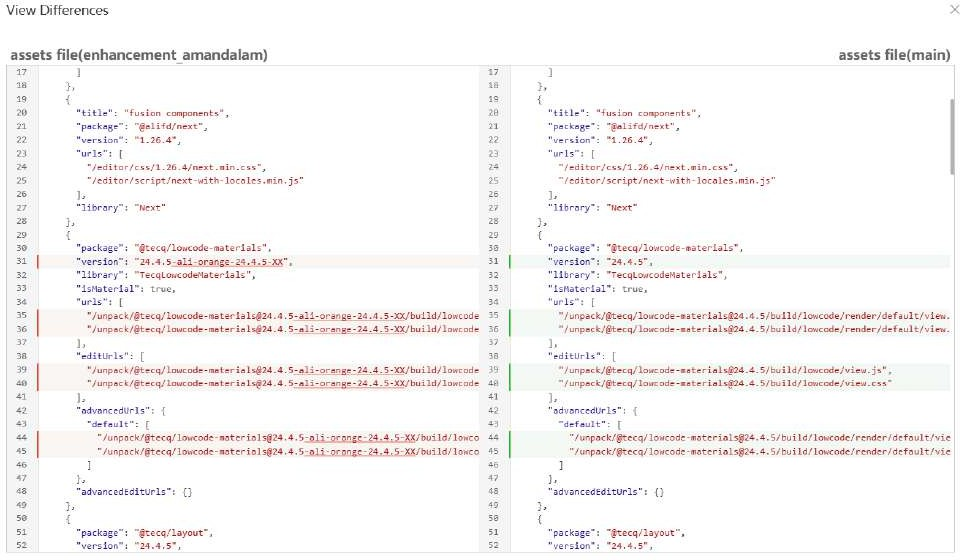 View Differences
assets file(enhancement_amandalam)
assets file(main)
17 ]
18 },
19 {
20 "title": "fusion components",
21 "package": "@alifd/next",
22 "version": "1.26.4",
23 "urls": [
24 "/editor/css/1.26.4/next.min.css",
25 "/editor/script/next-with-locales.min.js"
26 ],
27 "library": "Next"
28 },
29 {
30 "package": "@tecq/lowcode-materials",
31 "version": "24.4.5-ali-orange-24.4.5-XX",
32 "library": "TecqLowcodeMaterials",
33 "isMaterial": true,
34 "urls": [
35 "/unpack/@tecq/lowcode-materials@24.4.5-ali-orange-24.4.5-XX/build/lowcode
36 "/unpack/@tecq/lowcode-materials@24.4.5-ali-orange-24.4.5-XX/build/lowcode
37 ],
38 "editUrls": [
39 "/unpack/@tecq/lowcode-materials@24.4.5-ali-orange-24.4.5-XX/build/lowcode
40 "/unpack/@tecq/lowcode-materials@24.4.5-ali-orange-24.4.5-XX/build/lowcode
41 ],
42 "advancedUrls": {
43 "default": [
44 "/unpack/@tecq/lowcode-materials@24.4.5-ali-orange-24.4.5-XX/build/lowco
45 "/unpack/@tecq/lowcode-materials@24.4.5-ali-orange-24.4.5-XX/build/lowco
46 ]
47 },
48 "advancedEditUrls": {}
49 },
50 {
51 "package": "@tecq/layout",
52 "version": "24.4.5",
17 ]
18 },
19 {
20 "title": "fusion components",
21 "package": "@alifd/next",
22 "version": "1.26.4",
23 "urls": [
24 "/editor/css/1.26.4/next.min.css",
25 "/editor/script/next-with-locales.min.js"
26 ],
27 "library": "Next"
28 },
29 {
30 "package": "@tecq/lowcode-materials",
31 "version": "24.4.5",
32 "library": "TecqLowcodeMaterials",
33 "isMaterial": true,
34 "urls": [
35 "/unpack/@tecq/lowcode-materials@24.4.5/build/lowcode/render/default/view.
36 "/unpack/@tecq/lowcode-materials@24.4.5/build/lowcode/render/default/view.
37 ],
38 "editUrls": [
39 "/unpack/@tecq/lowcode-materials@24.4.5/build/lowcode/view.js",
40 "/unpack/@tecq/lowcode-materials@24.4.5/build/lowcode/view.css"
41 ],
42 "advancedUrls": {
43 "default": [
44 "/unpack/@tecq/lowcode-materials@24.4.5/build/lowcode/render/default/vie
45 "/unpack/@tecq/lowcode-materials@24.4.5/build/lowcode/render/default/vie
46 ]
47 },
48 "advancedEditUrls": {}
49 },
50 {
51 "package": "@tecq/layout",
52 "version": "24.4.5",